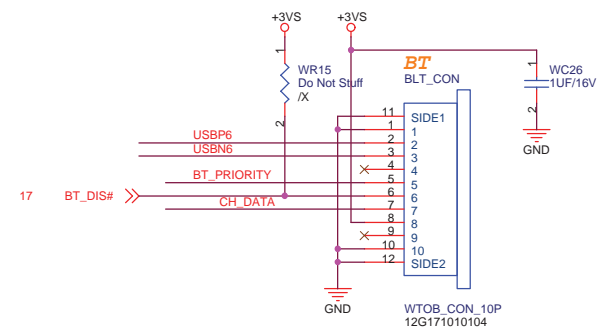 +3VS
+3VS
1
WR15
Do Not Stuff
/X
2
BT
BLT_CON
1
WC26
1UF/16V
2
GND
11 SIDE1
1 1
USBP6 2 2
USBN6 3 3
4 4
BT_PRIORITY 5 5
17 BT_DIS# 6 6
CH_DATA 7 7
8 8
9 9
10 10
12 SIDE2
GND
WTOB_CON_10P
12G171010104